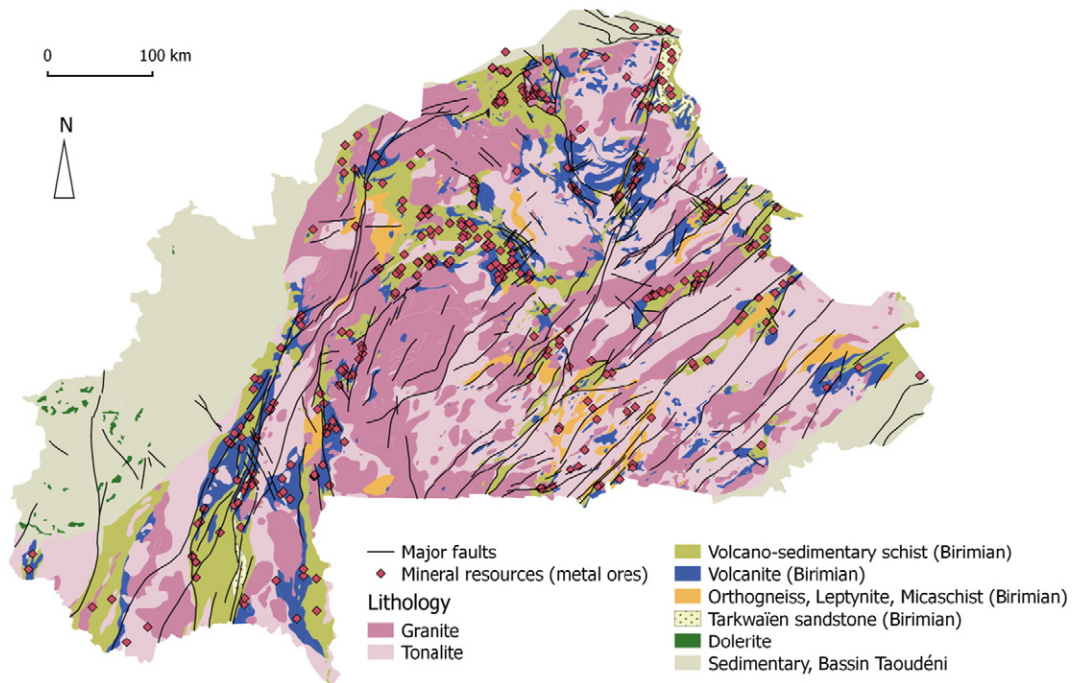 0 100 km
N
Major faults
Mineral resources (metal ores)
Lithology
Granite
Tonalite
Volcano-sedimentary schist (Birimian)
Volcanite (Birimian)
Orthogneiss, Leptynite, Micaschist (Birimian)
Tarkwaïen sandstone (Birimian)
Dolerite
Sedimentary, Bassin Taoudéni